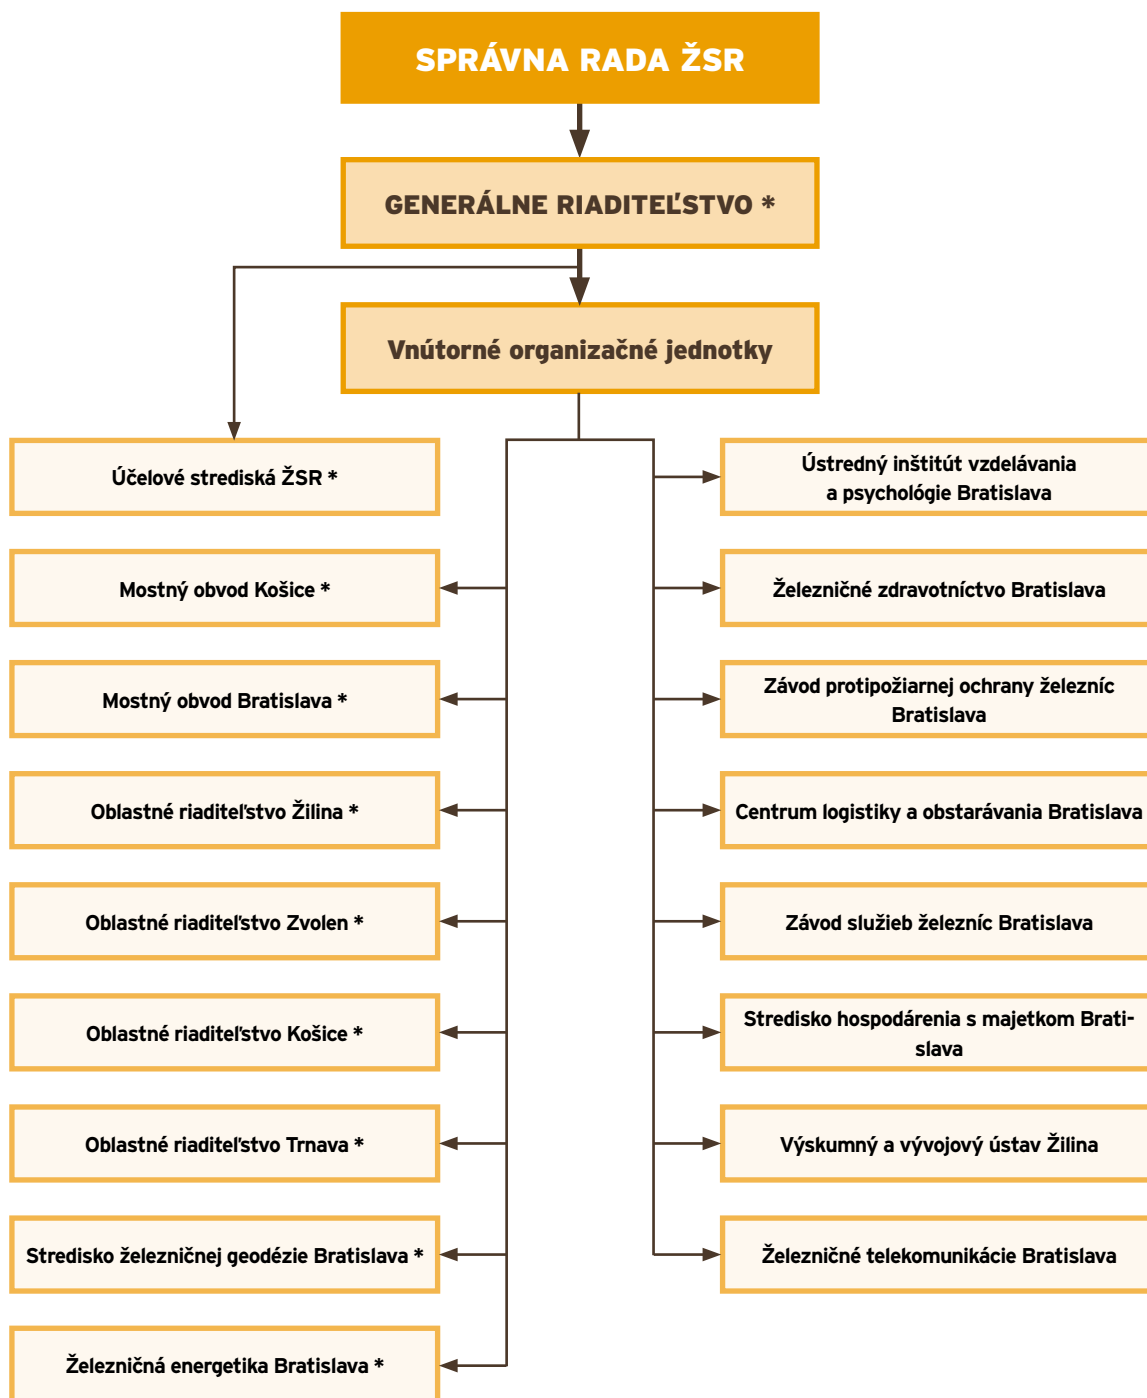 SPRÁVNA RADA ŽSR
GENERÁLNE RIADITEĽSTVO *
Vnútorné organizačné jednotky
Účelové strediská ŽSR *
Mostný obvod Košice *
Mostný obvod Bratislava *
Oblastné riaditeľstvo Žilina *
Oblastné riaditeľstvo Zvolen *
Oblastné riaditeľstvo Košice *
Oblastné riaditeľstvo Trnava *
Stredisko železničnej geodézie Bratislava *
Železničná energetika Bratislava *
Ústredný inštitút vzdelávania
a psychológie Bratislava
Železničné zdravotníctvo Bratislava
Závod protipožiarnej ochrany železníc
Bratislava
Centrum logistiky a obstarávania Bratislava
Závod služieb železníc Bratislava
Stredisko hospodárenia s majetkom Brati-
slava
Výskumný a vývojový ústav Žilina
Železničné telekomunikácie Bratislava